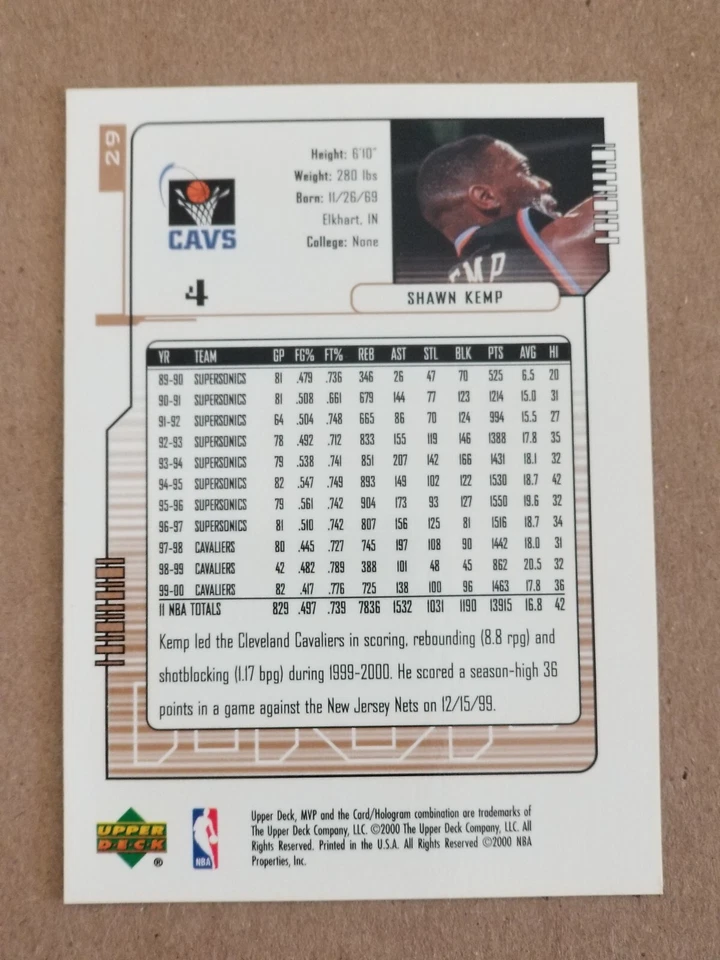 29
Height: 6'10"
Weight: 280 lbs
Born: 11/26/69
Elkhart, IN
College: None
CAVS
4
EMP
SHAWN KEMP
YR TEAM GP FG% FT% REB AST STL BLK PTS AVG HI
89-90 SUPERSONICS 81 .479 .736 346 26 47 70 525 6.5 20
90-91 SUPERSONICS 81 .508 .661 679 144 77 123 1214 15.0 31
91-92 SUPERSONICS 64 .504 .748 665 86 70 124 994 15.5 27
92-93 SUPERSONICS 78 .492 .712 833 155 119 146 1388 17.8 35
93-94 SUPERSONICS 79 .538 .741 851 207 142 166 1431 18.1 32
94-95 SUPERSONICS 82 .547 .749 893 149 102 122 1530 18.7 42
95-96 SUPERSONICS 79 .561 .742 904 173 93 127 1550 19.6 32
96-97 SUPERSONICS 81 .510 .742 807 156 125 81 1516 18.7 34
97-98 CAVALIERS 80 .445 .727 745 197 108 90 1442 18.0 31
98-99 CAVALIERS 42 .482 .789 388 101 48 45 862 20.5 32
99-00 CAVALIERS 82 .417 .776 725 138 100 96 1463 17.8 36
11 NBA TOTALS 829 .497 .739 7836 1532 1031 1190 13915 16.8 42
Kemp led the Cleveland Cavaliers in scoring, rebounding (8.8 rpg) and
shotblocking (1.17 bpg) during 1999-2000. He scored a season-high 36
points in a game against the New Jersey Nets on 12/15/99.
UPPER
DECK
®
NBA
Upper Deck, MVP and the Card/Hologram combination are trademarks of
The Upper Deck Company, LLC. ©2000 The Upper Deck Company, LLC. All
Rights Reserved. Printed in the U.S.A. All Rights Reserved ©2000 NBA
Properties, Inc.